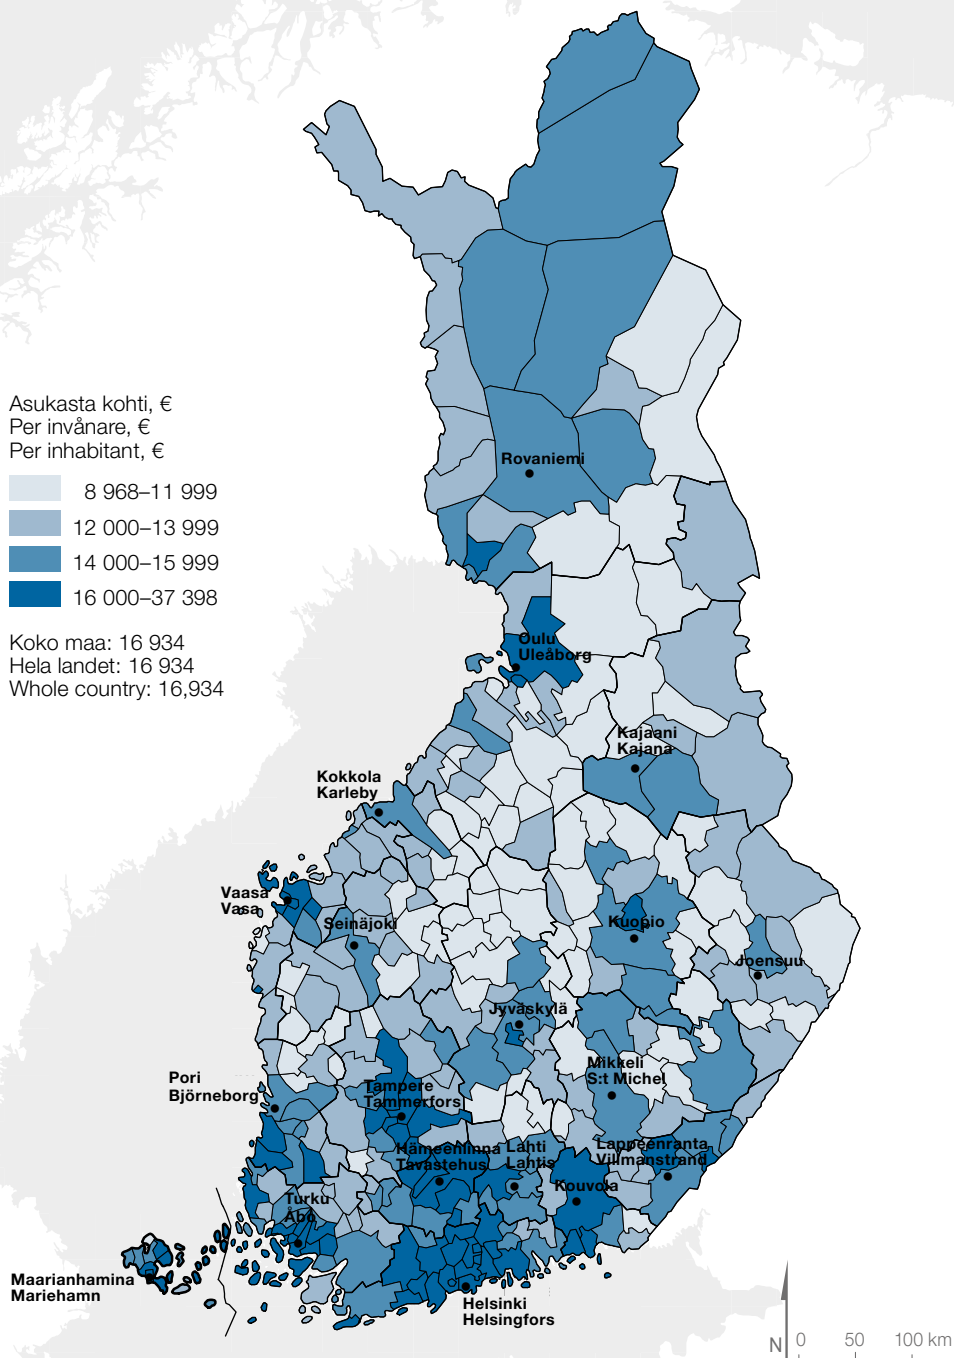 Asukasta kohti, €
Per invånare, €
Per inhabitant, €
8 968–11 999
12 000–13 999
14 000–15 999
16 000–37 398
Koko maa: 16 934
Hela landet: 16 934
Whole country: 16,934
Rovaniemi
Oulu
Uleåborg
Kajaani
Kajana
Kokkola
Karleby
Vaasa
Vasa
Seinäjoki
Kuopio
Joensuu
Jyväskylä
Mikkeli
S:t Michel
Pori
Björneborg
Tampere
Tammerfors
Hämeenlinna
Tavastehus
Lahti
Lahtis
Lappeenranta
Villmanstrand
Kouvola
Turku
Åbo
Maarianhamina
Mariehamn
Helsinki
Helsingfors
N
0 50 100 km